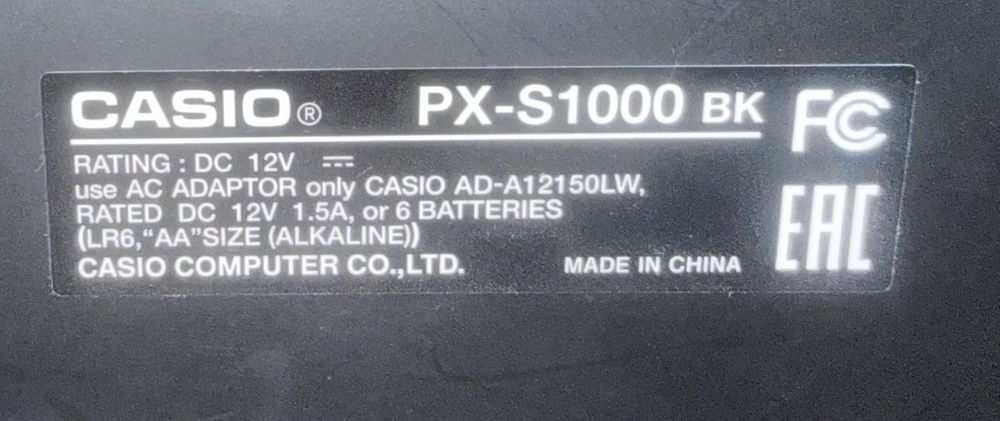 CASIO® PX-S1000 BK FC
RATING : DC 12V ⎓
use AC ADAPTOR only CASIO AD-A12150LW,
RATED DC 12V 1.5A, or 6 BATTERIES
(LR6,“AA”SIZE (ALKALINE))
CASIO COMPUTER CO.,LTD. MADE IN CHINA
EAC